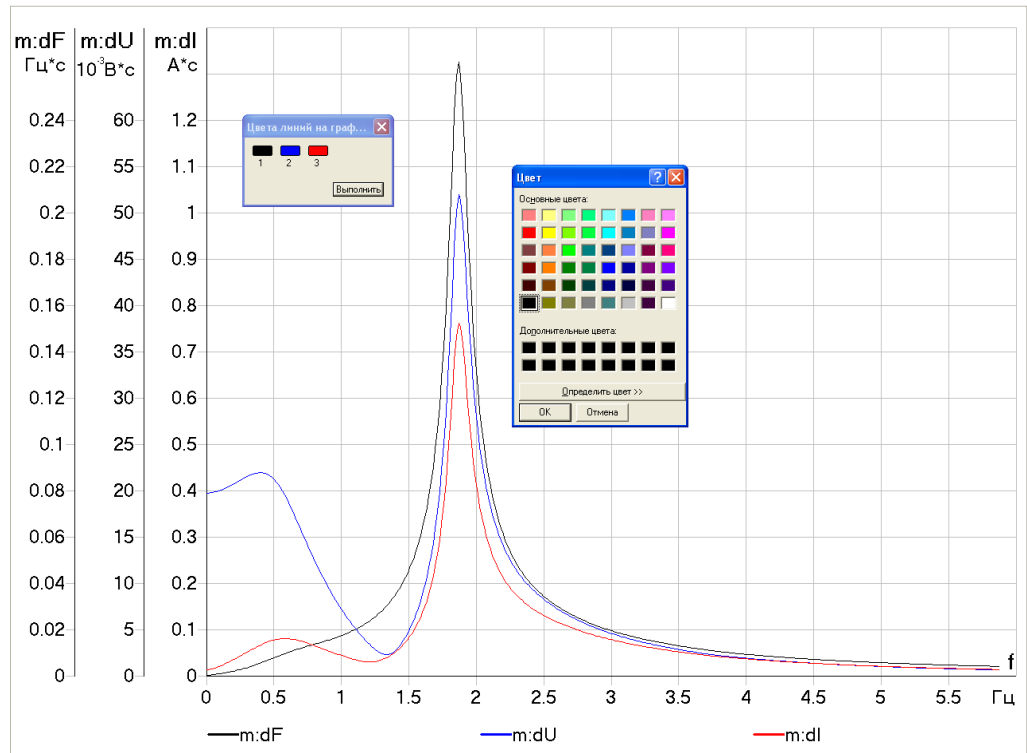 m:dF m:dU m:dI
Гц*с 10⁻³В*с А*с
0.24 60 1.2
0.22 55 1.1
0.2 50 1
0.18 45 0.9
0.16 40 0.8
0.14 35 0.7
0.12 30 0.6
0.1 25 0.5
0.08 20 0.4
0.06 15 0.3
0.04 10 0.2
0.02 5 0.1
0 0 0
Цвета линий на граф...
1 2 3
Выполнить
Цвет
Основные цвета:
Дополнительные цвета:
Определить цвет >>
OK Отмена
f
0 0.5 1 1.5 2 2.5 3 3.5 4 4.5 5 5.5 Гц
m:dF m:dU m:dI